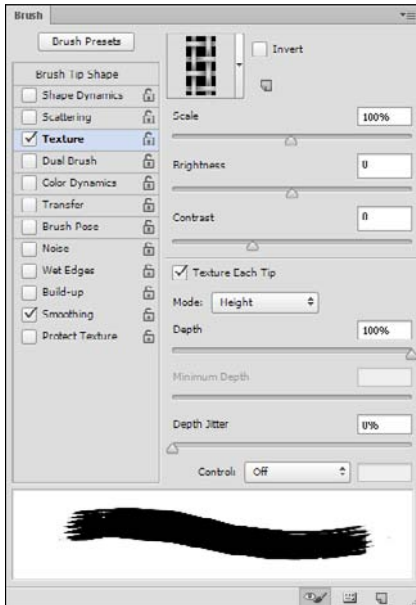 Brush
Brush Presets
Brush Tip Shape
Shape Dynamics
Scattering
Texture
Dual Brush
Color Dynamics
Transfer
Brush Pose
Noise
Wet Edges
Build-up
Smoothing
Protect Texture
Invert
Scale 100%
Brightness 0
Contrast 0
Texture Each Tip
Mode: Height
Depth 100%
Minimum Depth
Depth Jitter 0%
Control: Off